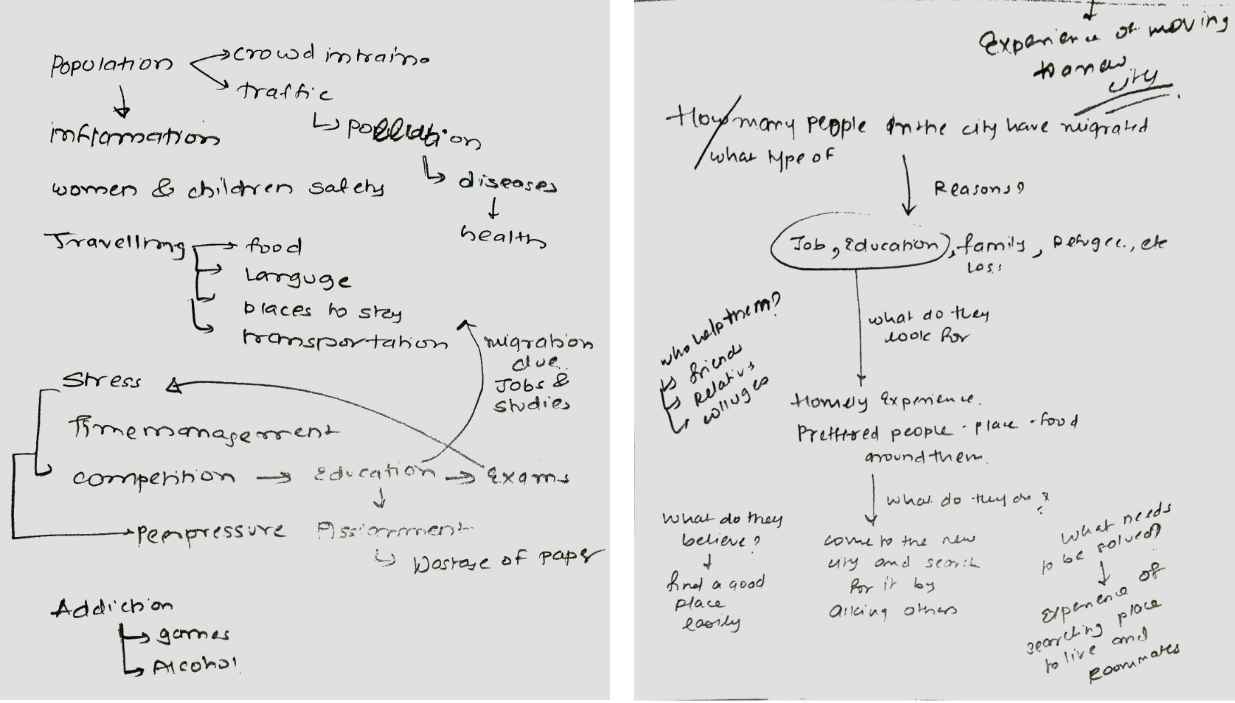 Population → crowd in trains
→ traffic
↳ pollution
↳ diseases
↓
health
inflamation
women & children safety
Travelling → food
→ Languge
→ places to stay
→ transportation
migration
due
Jobs &
studies
Stress
Time management
competition → Education → Exams
Peerpressure
Assignment
↳ Wastage of paper
Addiction
↳ games
↳ Alcohol
Experience of moving
to a new
city
How many people in the city have migrated
what type of
Reasons?
Job, Education, family, Refugee, etc
Loss
what do they
look for
who help them?
↳ friends
↳ Relatives
↳ colluges
Homely Experience.
Preffered people · place · food
around them.
what do they do?
What do they
believe?
↓
find a good
place
easily
come to the new
city and search
for it by
asking others
What needs
to be solved?
↓
Experience of
searching place
to live and
Roommates